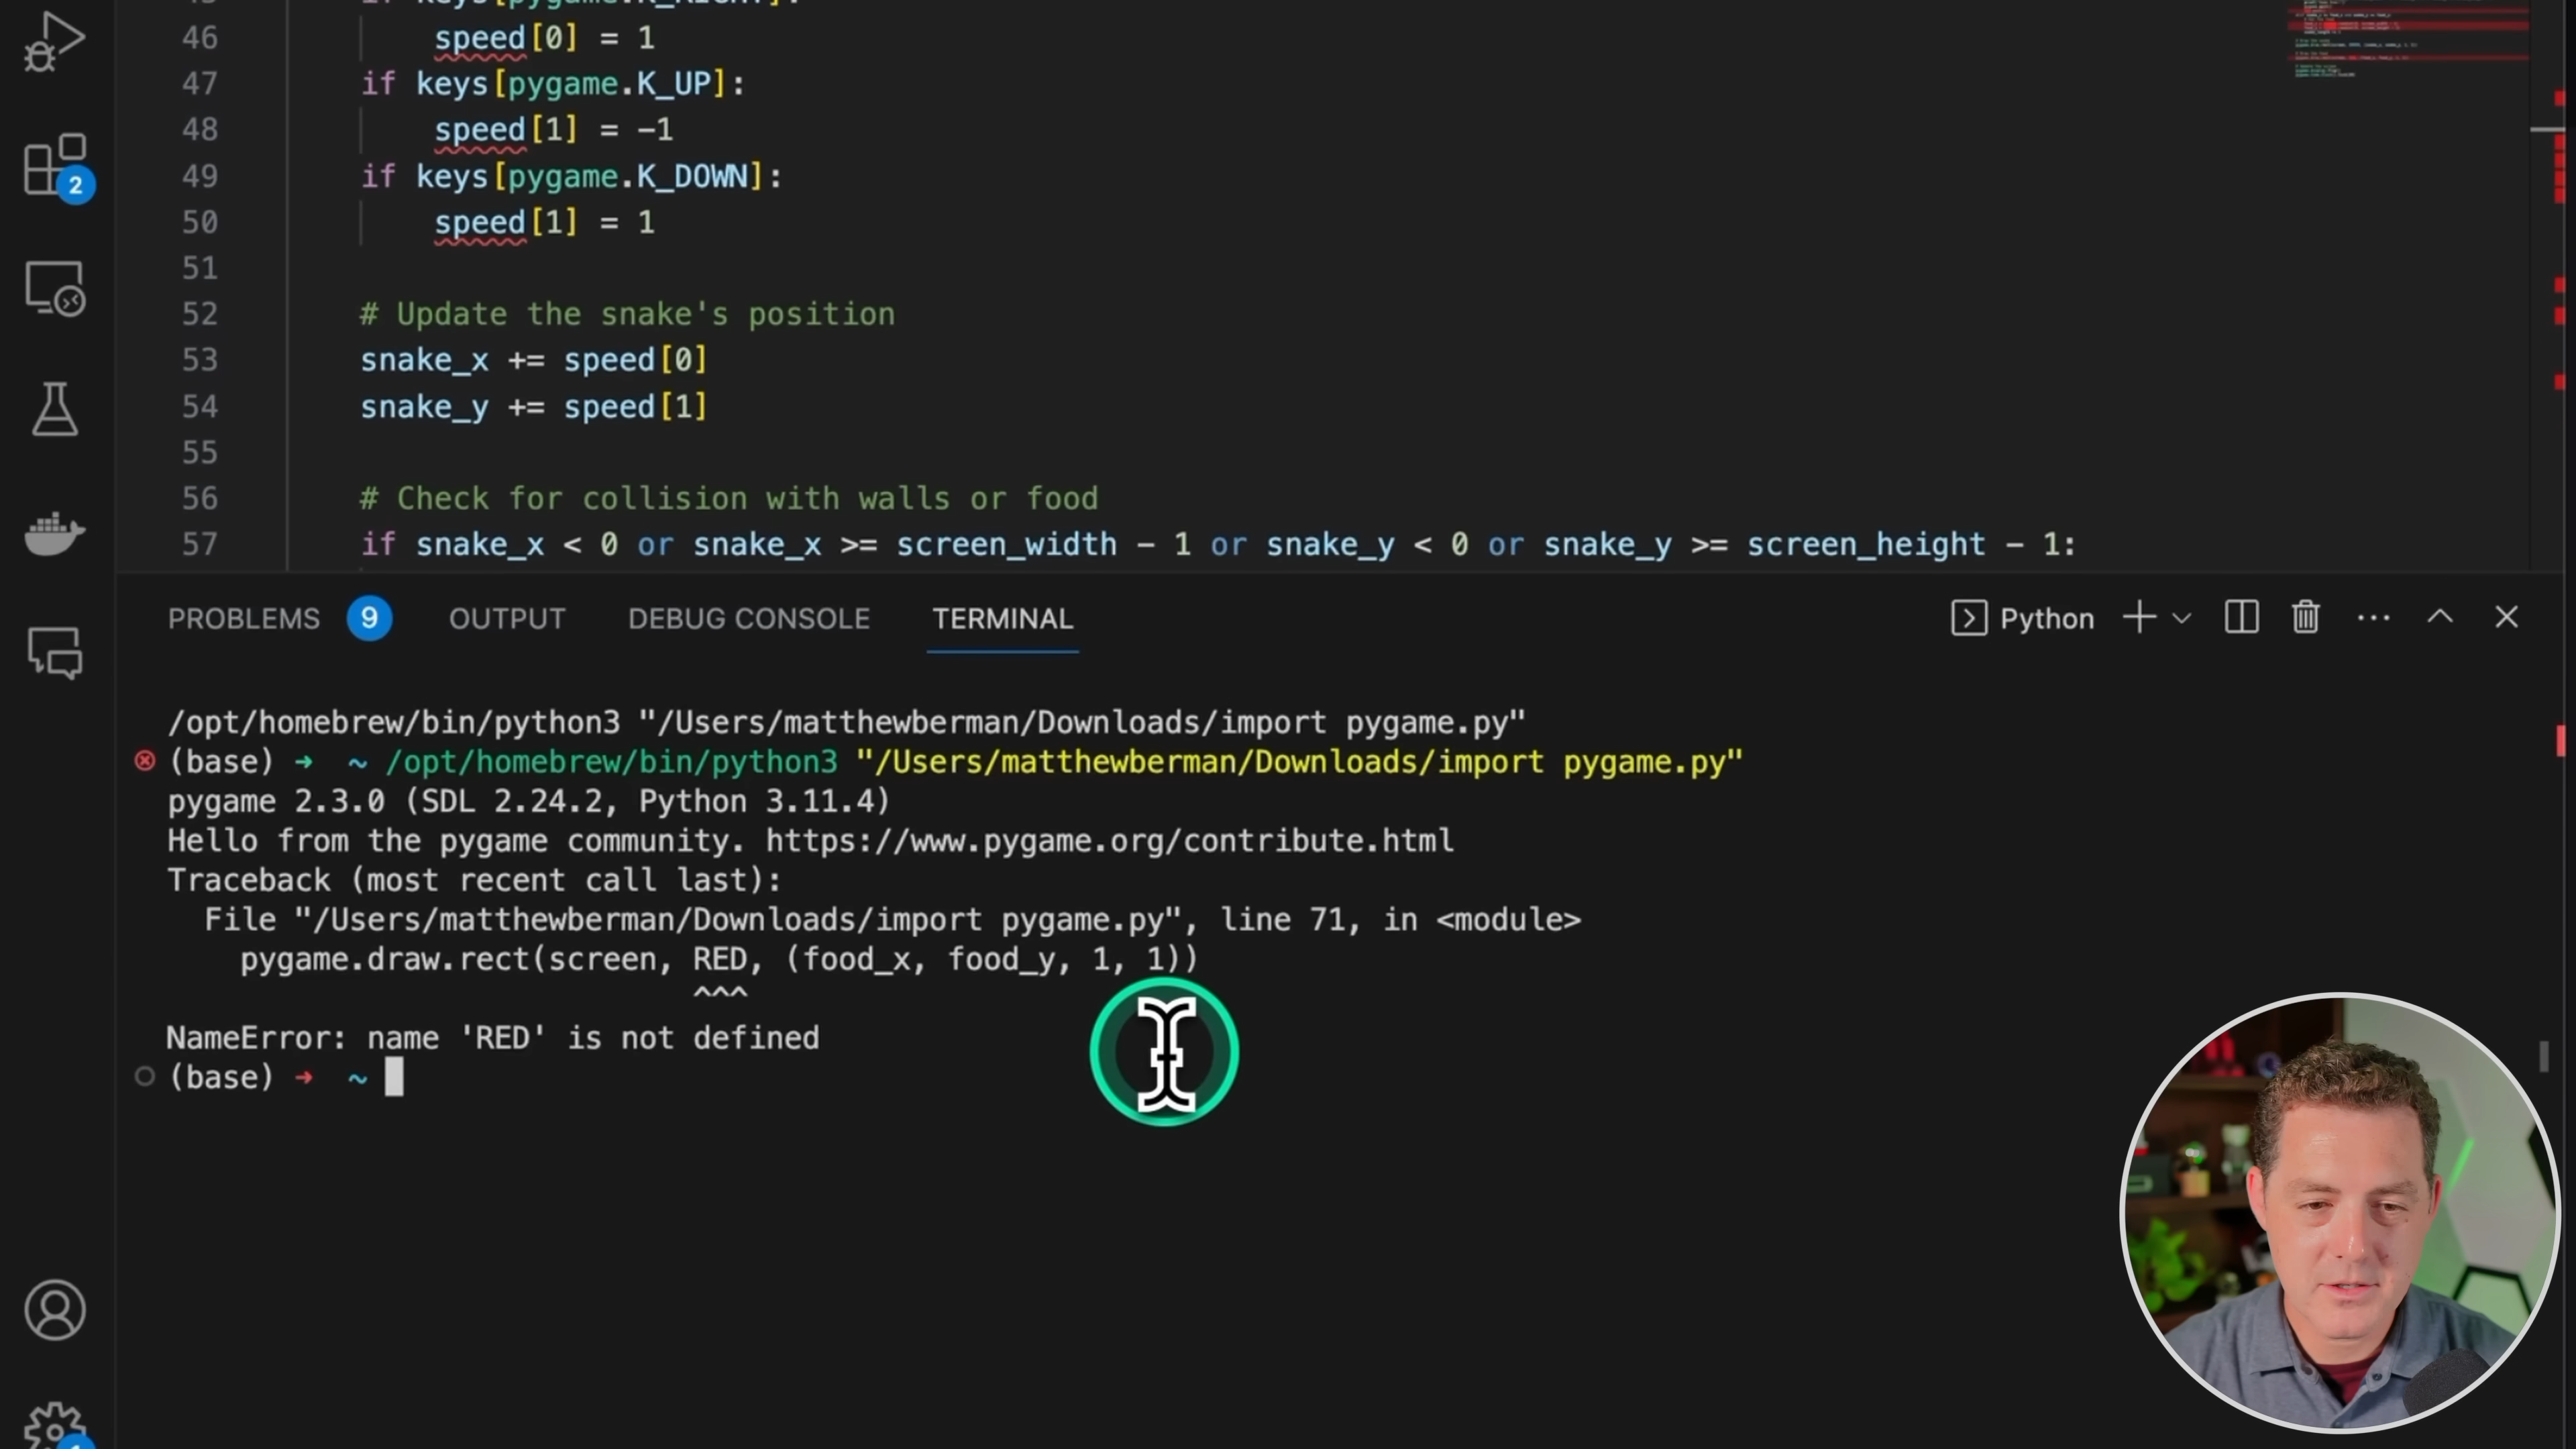 46 speed[0] = 1
47 if keys[pygame.K_UP]:
48 speed[1] = -1
49 if keys[pygame.K_DOWN]:
50 speed[1] = 1
51
52 # Update the snake's position
53 snake_x += speed[0]
54 snake_y += speed[1]
55
56 # Check for collision with walls or food
57 if snake_x < 0 or snake_x >= screen_width - 1 or snake_y < 0 or snake_y >= screen_height - 1:
2
PROBLEMS 9 OUTPUT DEBUG CONSOLE TERMINAL Python
/opt/homebrew/bin/python3 "/Users/matthewberman/Downloads/import pygame.py"
(base) ➜ ~ /opt/homebrew/bin/python3 "/Users/matthewberman/Downloads/import pygame.py"
pygame 2.3.0 (SDL 2.24.2, Python 3.11.4)
Hello from the pygame community. https://www.pygame.org/contribute.html
Traceback (most recent call last):
File "/Users/matthewberman/Downloads/import pygame.py", line 71, in <module>
pygame.draw.rect(screen, RED, (food_x, food_y, 1, 1))
^^^
NameError: name 'RED' is not defined
(base) ➜ ~